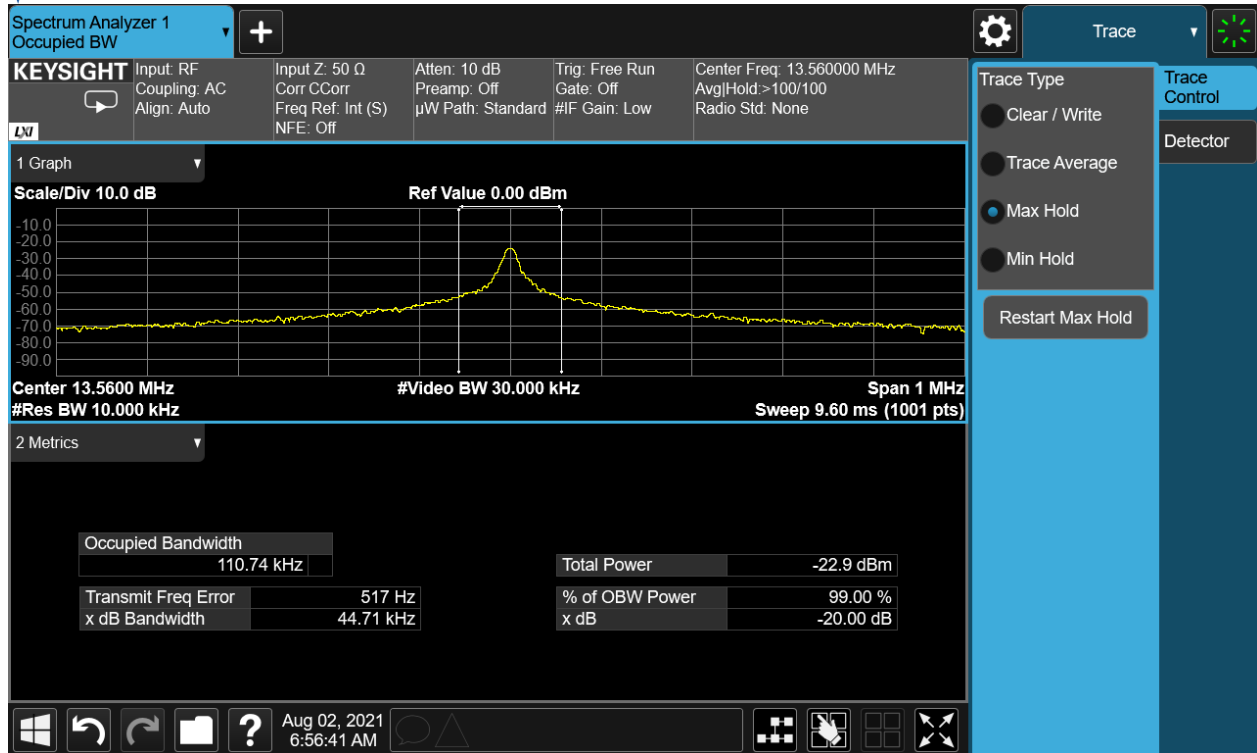 Spectrum Analyzer 1
Occupied BW
Trace
KEYSIGHT
LXI
Input: RF
Coupling: AC
Align: Auto
Input Z: 50 Ω
Corr CCorr
Freq Ref: Int (S)
NFE: Off
Atten: 10 dB
Preamp: Off
µW Path: Standard
Trig: Free Run
Gate: Off
#IF Gain: Low
Center Freq: 13.560000 MHz
Avg|Hold:>100/100
Radio Std: None
1 Graph
Scale/Div 10.0 dB
Ref Value 0.00 dBm
-10.0
-20.0
-30.0
-40.0
-50.0
-60.0
-70.0
-80.0
-90.0
Center 13.5600 MHz
#Video BW 30.000 kHz
Span 1 MHz
#Res BW 10.000 kHz
Sweep 9.60 ms (1001 pts)
2 Metrics
Occupied Bandwidth
110.74 kHz
Total Power -22.9 dBm
Transmit Freq Error 517 Hz
% of OBW Power 99.00 %
x dB Bandwidth 44.71 kHz
x dB -20.00 dB
Trace Type
Clear / Write
Trace Average
Max Hold
Min Hold
Restart Max Hold
Trace
Control
Detector
?
Aug 02, 2021
6:56:41 AM